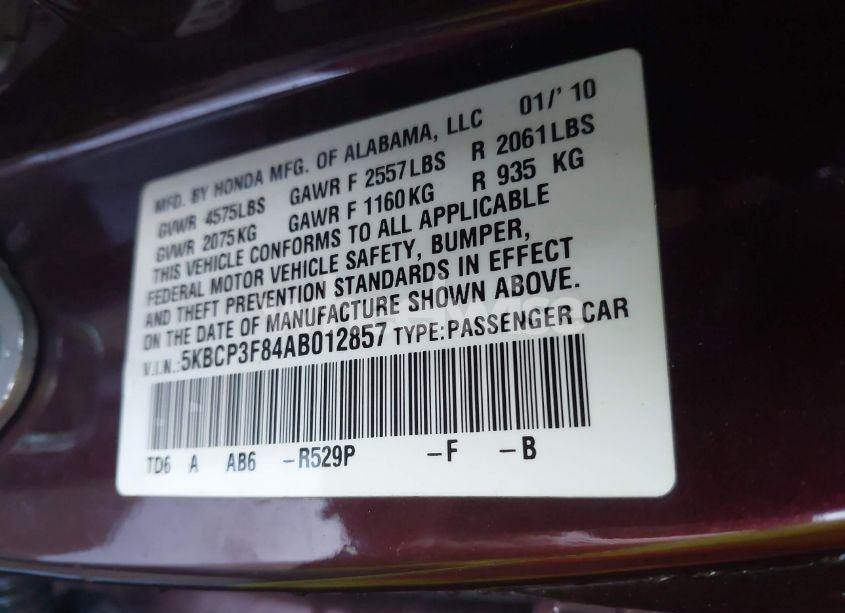 MFD. BY HONDA MFG. OF ALABAMA, LLC 01/' 10
GVWR 4575LBS GAWR F 2557LBS R 2061LBS
GVWR 2075KG GAWR F 1160KG R 935 KG
THIS VEHICLE CONFORMS TO ALL APPLICABLE
FEDERAL MOTOR VEHICLE SAFETY, BUMPER,
AND THEFT PREVENTION STANDARDS IN EFFECT
ON THE DATE OF MANUFACTURE SHOWN ABOVE.
V.I.N.:5KBCP3F84AB012857 TYPE:PASSENGER CAR
TD6 A AB6 -R529P -F -B